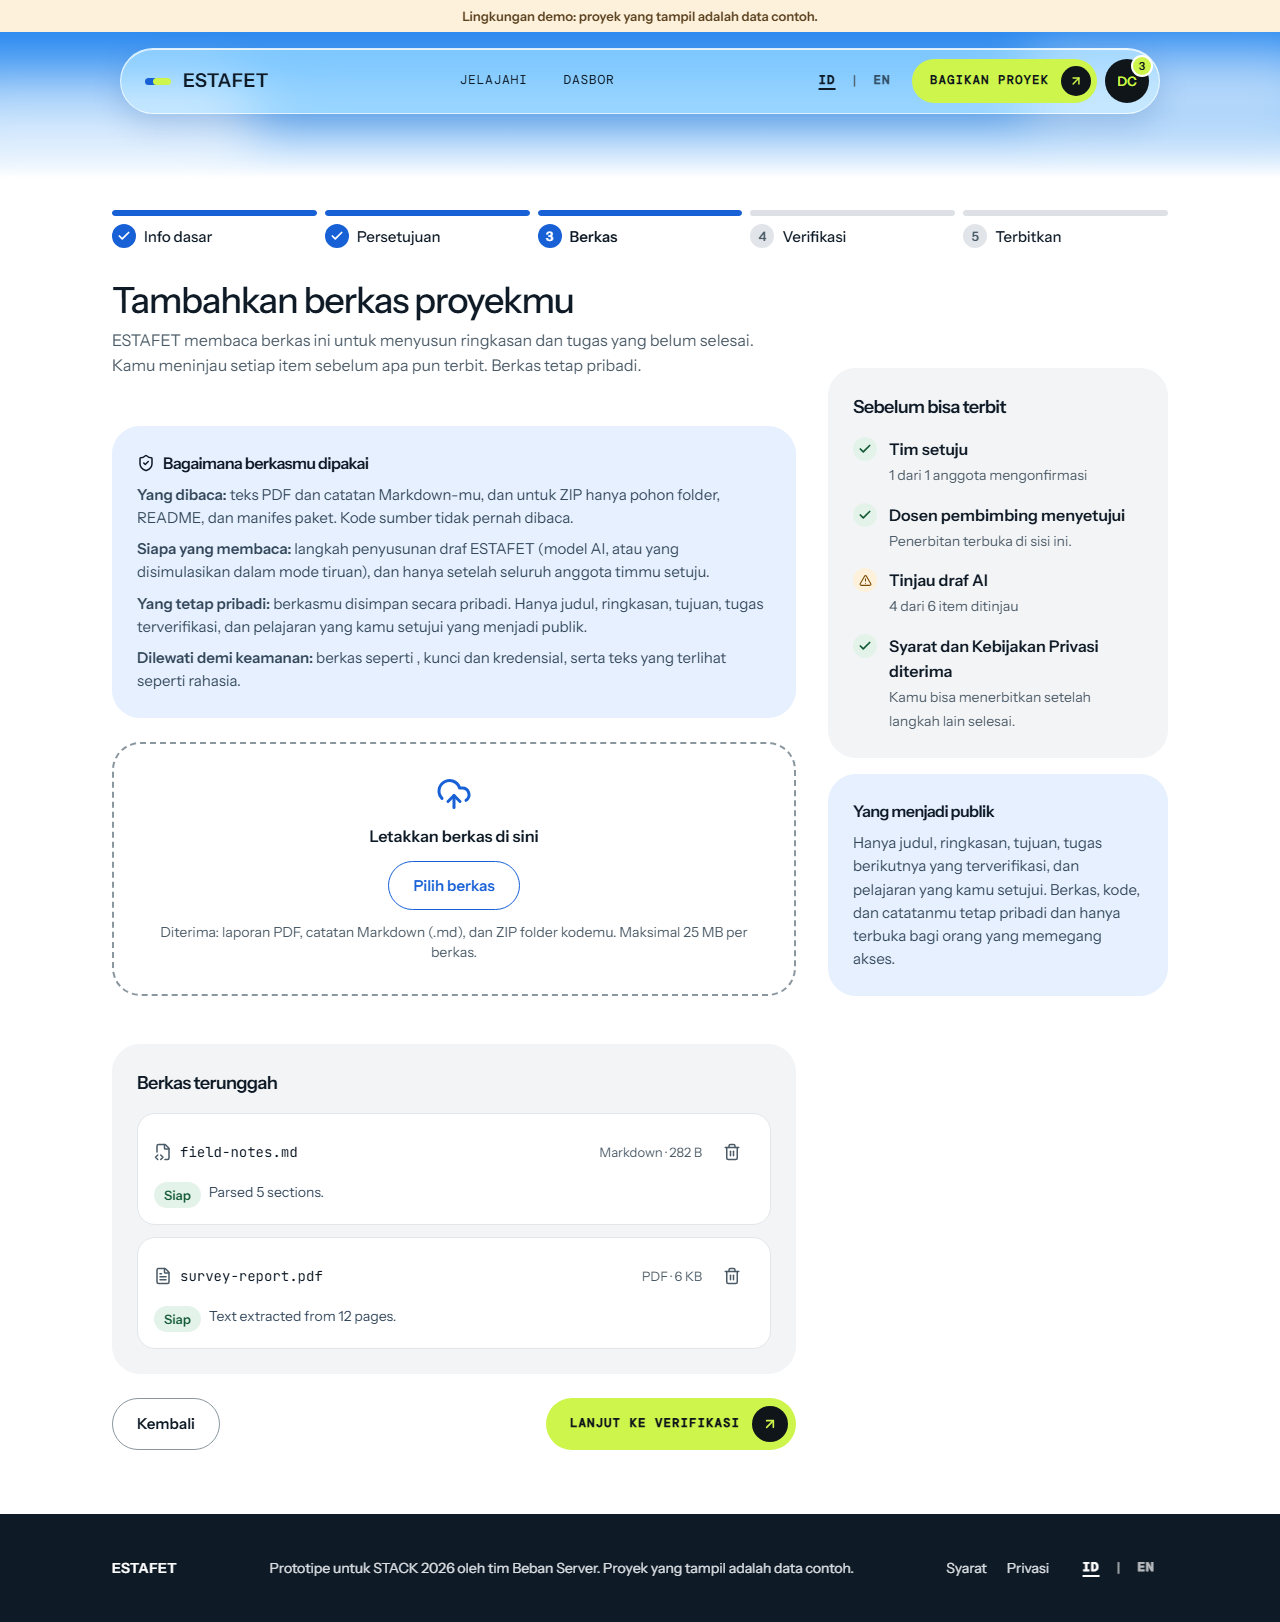 Lingkungan demo: proyek yang tampil adalah data contoh.
ESTAFET
JELAJAHI
DASBOR
ID | EN
BAGIKAN PROYEK
DC
3
Info dasar
Persetujuan
3 Berkas
4 Verifikasi
5 Terbitkan
Tambahkan berkas proyekmu
ESTAFET membaca berkas ini untuk menyusun ringkasan dan tugas yang belum selesai.
Kamu meninjau setiap item sebelum apa pun terbit. Berkas tetap pribadi.
Bagaimana berkasmu dipakai
Yang dibaca: teks PDF dan catatan Markdown-mu, dan untuk ZIP hanya pohon folder,
README, dan manifes paket. Kode sumber tidak pernah dibaca.
Siapa yang membaca: langkah penyusunan draf ESTAFET (model AI, atau yang
disimulasikan dalam mode tiruan), dan hanya setelah seluruh anggota timmu setuju.
Yang tetap pribadi: berkasmu disimpan secara pribadi. Hanya judul, ringkasan, tujuan, tugas
terverifikasi, dan pelajaran yang kamu setujui yang menjadi publik.
Dilewati demi keamanan: berkas seperti , kunci dan kredensial, serta teks yang terlihat
seperti rahasia.
Letakkan berkas di sini
Pilih berkas
Diterima: laporan PDF, catatan Markdown (.md), dan ZIP folder kodemu. Maksimal 25 MB per
berkas.
Berkas terunggah
field-notes.md
Markdown · 282 B
Siap
Parsed 5 sections.
survey-report.pdf
PDF · 6 KB
Siap
Text extracted from 12 pages.
Kembali
LANJUT KE VERIFIKASI
Sebelum bisa terbit
Tim setuju
1 dari 1 anggota mengonfirmasi
Dosen pembimbing menyetujui
Penerbitan terbuka di sisi ini.
Tinjau draf AI
4 dari 6 item ditinjau
Syarat dan Kebijakan Privasi
diterima
Kamu bisa menerbitkan setelah
langkah lain selesai.
Yang menjadi publik
Hanya judul, ringkasan, tujuan, tugas
berikutnya yang terverifikasi, dan
pelajaran yang kamu setujui. Berkas, kode,
dan catatanmu tetap pribadi dan hanya
terbuka bagi orang yang memegang
akses.
ESTAFET
Prototipe untuk STACK 2026 oleh tim Beban Server. Proyek yang tampil adalah data contoh.
Syarat
Privasi
ID | EN